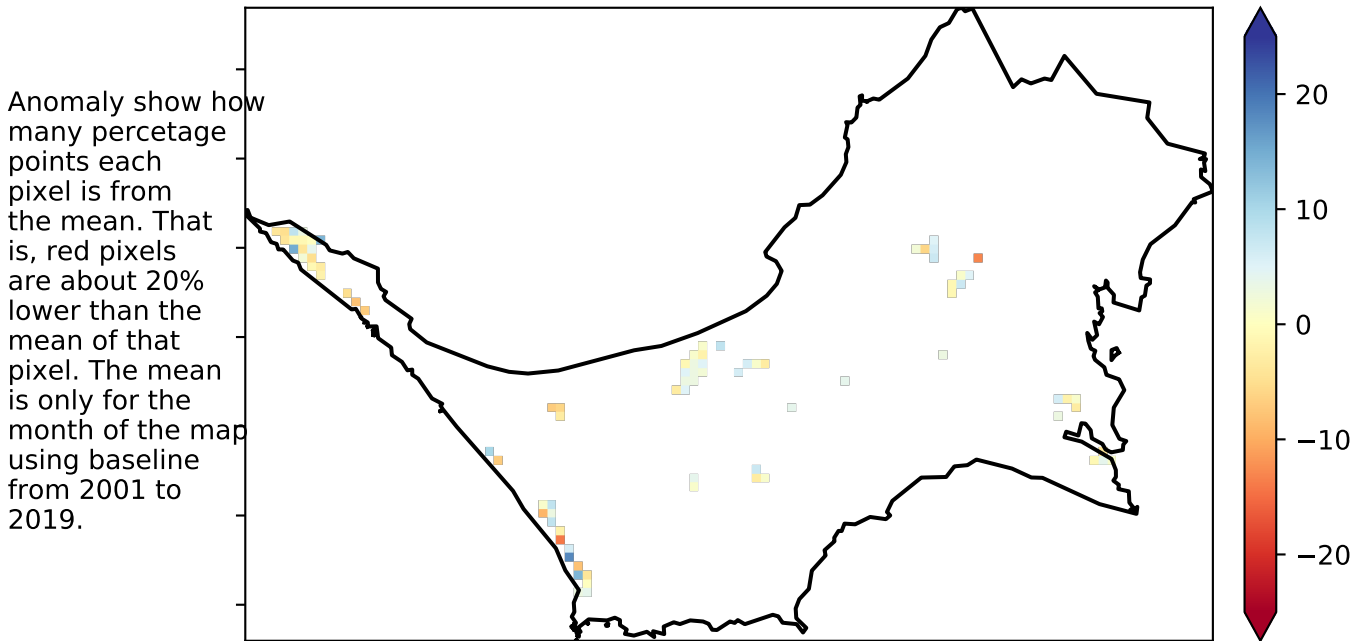 Anomaly show how
many percetage
points each
pixel is from
the mean. That
is, red pixels
are about 20%
lower than the
mean of that
pixel. The mean
is only for the
month of the map
using baseline
from 2001 to
2019.
20
10
0
−10
−20